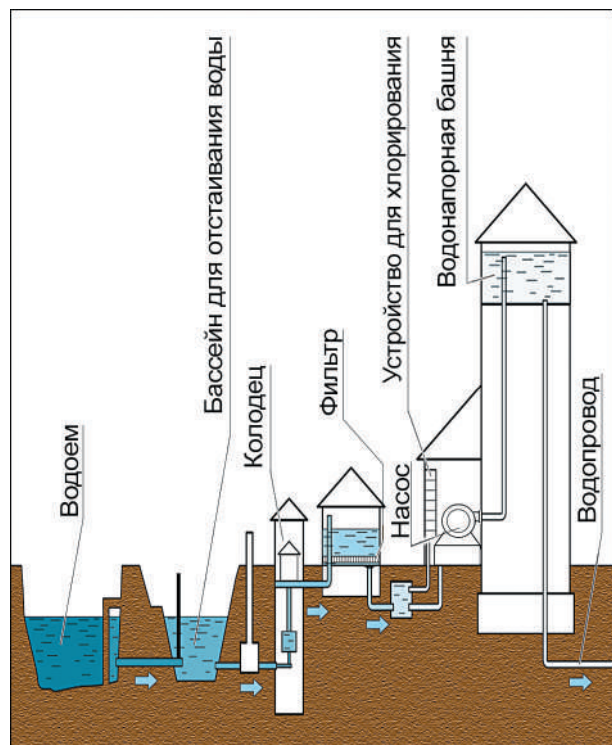 Водоем
Бассейн для отстаивания воды
Колодец
Фильтр
Насос
Устройство для хлорирования
Водонапорная башня
Водопровод